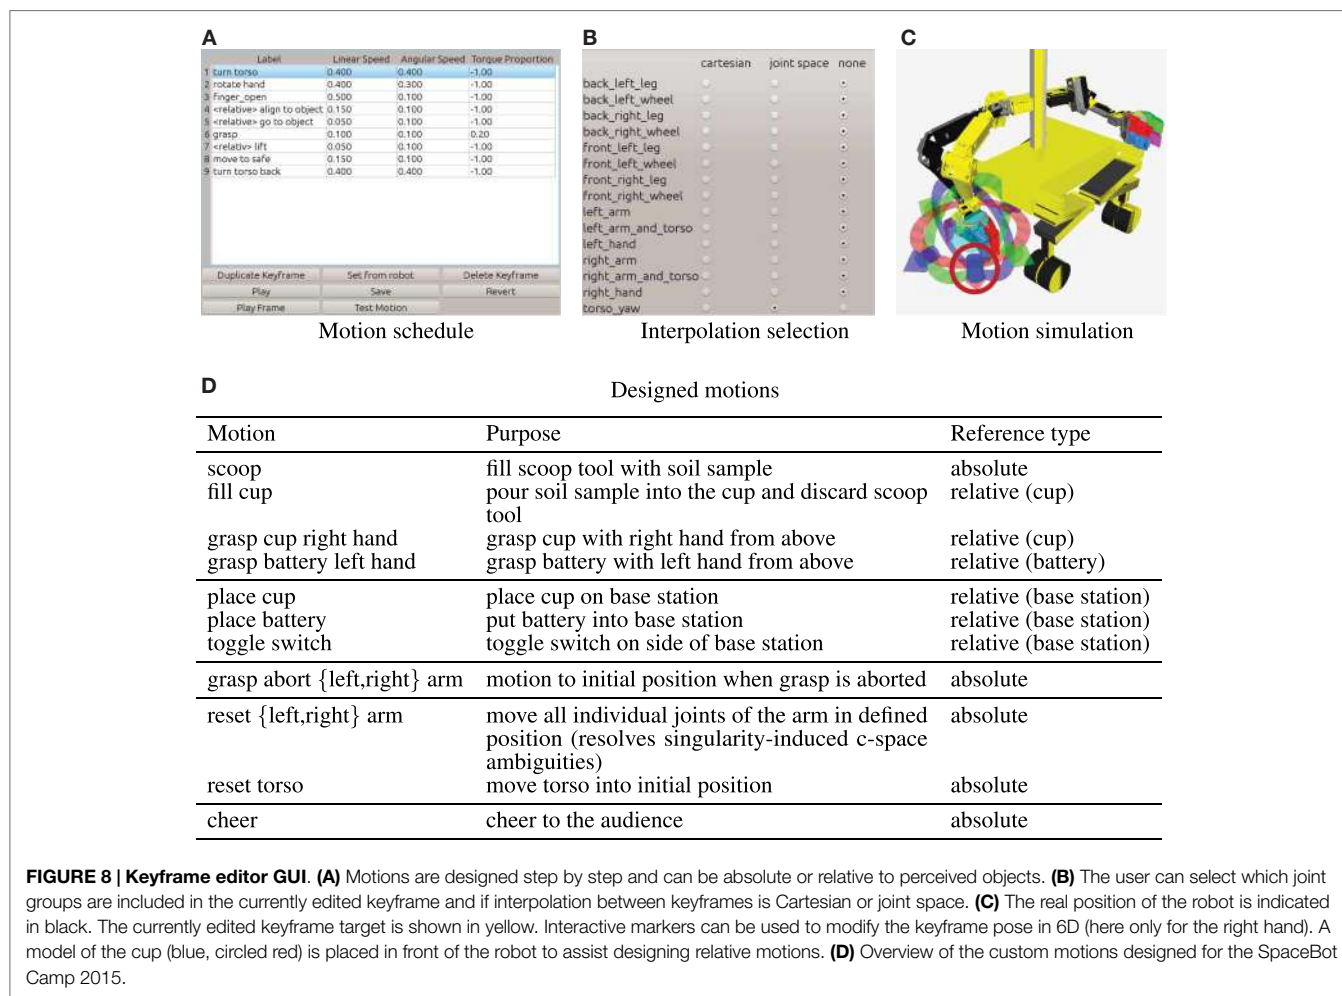 A
B
C
Label Linear Speed Angular Speed Torque Proportion
1 turn torso 0.400 0.400 -1.00
2 rotate hand 0.400 0.300 -1.00
3 finger_open 0.500 0.100 -1.00
4 <relative> align to object 0.150 0.100 -1.00
5 <relative> go to object 0.050 0.100 -1.00
6 grasp 0.100 0.100 0.20
7 <relativ> lift 0.050 0.100 -1.00
8 move to safe 0.150 0.100 -1.00
9 turn torso back 0.400 0.400 -1.00
Duplicate Keyframe Set from robot Delete Keyframe
Play Save Revert
Play Frame Test Motion
cartesian joint space none
back_left_leg
back_left_wheel
back_right_leg
back_right_wheel
front_left_leg
front_left_wheel
front_right_leg
front_right_wheel
left_arm
left_arm_and_torso
left_hand
right_arm
right_arm_and_torso
right_hand
torso_yaw
Motion schedule
Interpolation selection
Motion simulation
D
Designed motions
Motion Purpose Reference type
scoop fill scoop tool with soil sample absolute
fill cup pour soil sample into the cup and discard scoop relative (cup)
tool
grasp cup right hand grasp cup with right hand from above relative (cup)
grasp battery left hand grasp battery with left hand from above relative (battery)
place cup place cup on base station relative (base station)
place battery put battery into base station relative (base station)
toggle switch toggle switch on side of base station relative (base station)
grasp abort {left,right} arm motion to initial position when grasp is aborted absolute
reset {left,right} arm move all individual joints of the arm in defined absolute
position (resolves singularity-induced c-space
ambiguities)
reset torso move torso into initial position absolute
cheer cheer to the audience absolute
FIGURE 8 | Keyframe editor GUI. (A) Motions are designed step by step and can be absolute or relative to perceived objects. (B) The user can select which joint
groups are included in the currently edited keyframe and if interpolation between keyframes is Cartesian or joint space. (C) The real position of the robot is indicated
in black. The currently edited keyframe target is shown in yellow. Interactive markers can be used to modify the keyframe pose in 6D (here only for the right hand). A
model of the cup (blue, circled red) is placed in front of the robot to assist designing relative motions. (D) Overview of the custom motions designed for the SpaceBot
Camp 2015.